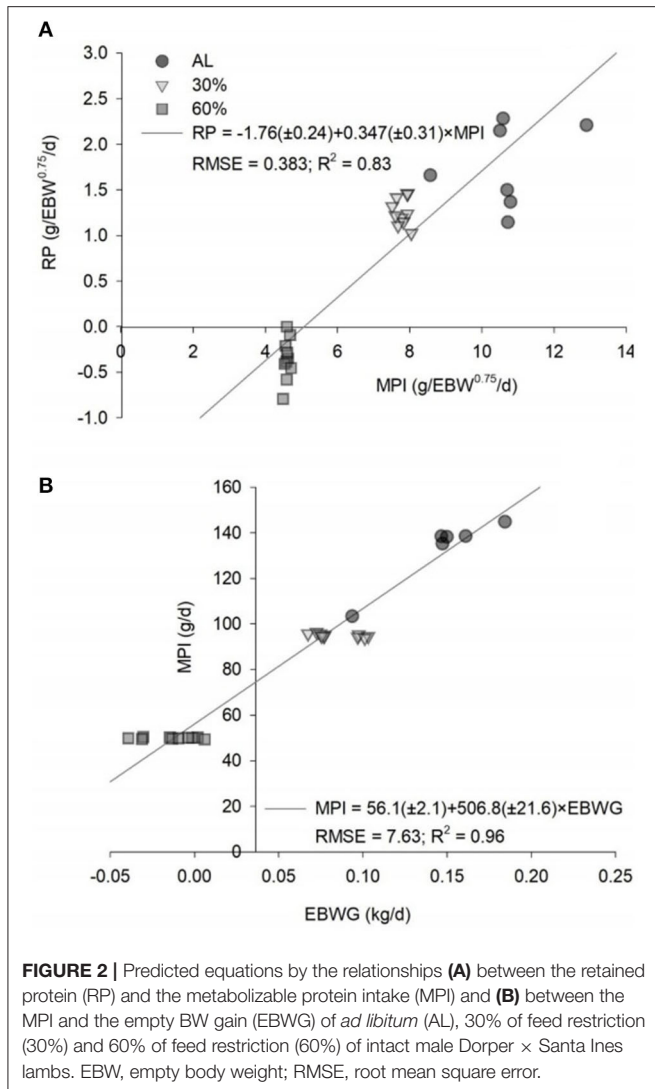 A
3.0
2.5
2.0
1.5
1.0
0.5
0.0
-0.5
-1.0
RP (g/EBW^0.75/d)
AL
30%
60%
RP = -1.76(±0.24)+0.347(±0.31)×MPI
RMSE = 0.383; R² = 0.83
0 2 4 6 8 10 12 14
MPI (g/EBW^0.75/d)
B
160
140
120
100
80
60
40
20
0
MPI (g/d)
MPI = 56.1(±2.1)+506.8(±21.6)×EBWG
RMSE = 7.63; R² = 0.96
-0.05 0.00 0.05 0.10 0.15 0.20 0.25
EBWG (kg/d)
FIGURE 2 | Predicted equations by the relationships (A) between the retained
protein (RP) and the metabolizable protein intake (MPI) and (B) between the
MPI and the empty BW gain (EBWG) of ad libitum (AL), 30% of feed restriction
(30%) and 60% of feed restriction (60%) of intact male Dorper × Santa Ines
lambs. EBW, empty body weight; RMSE, root mean square error.